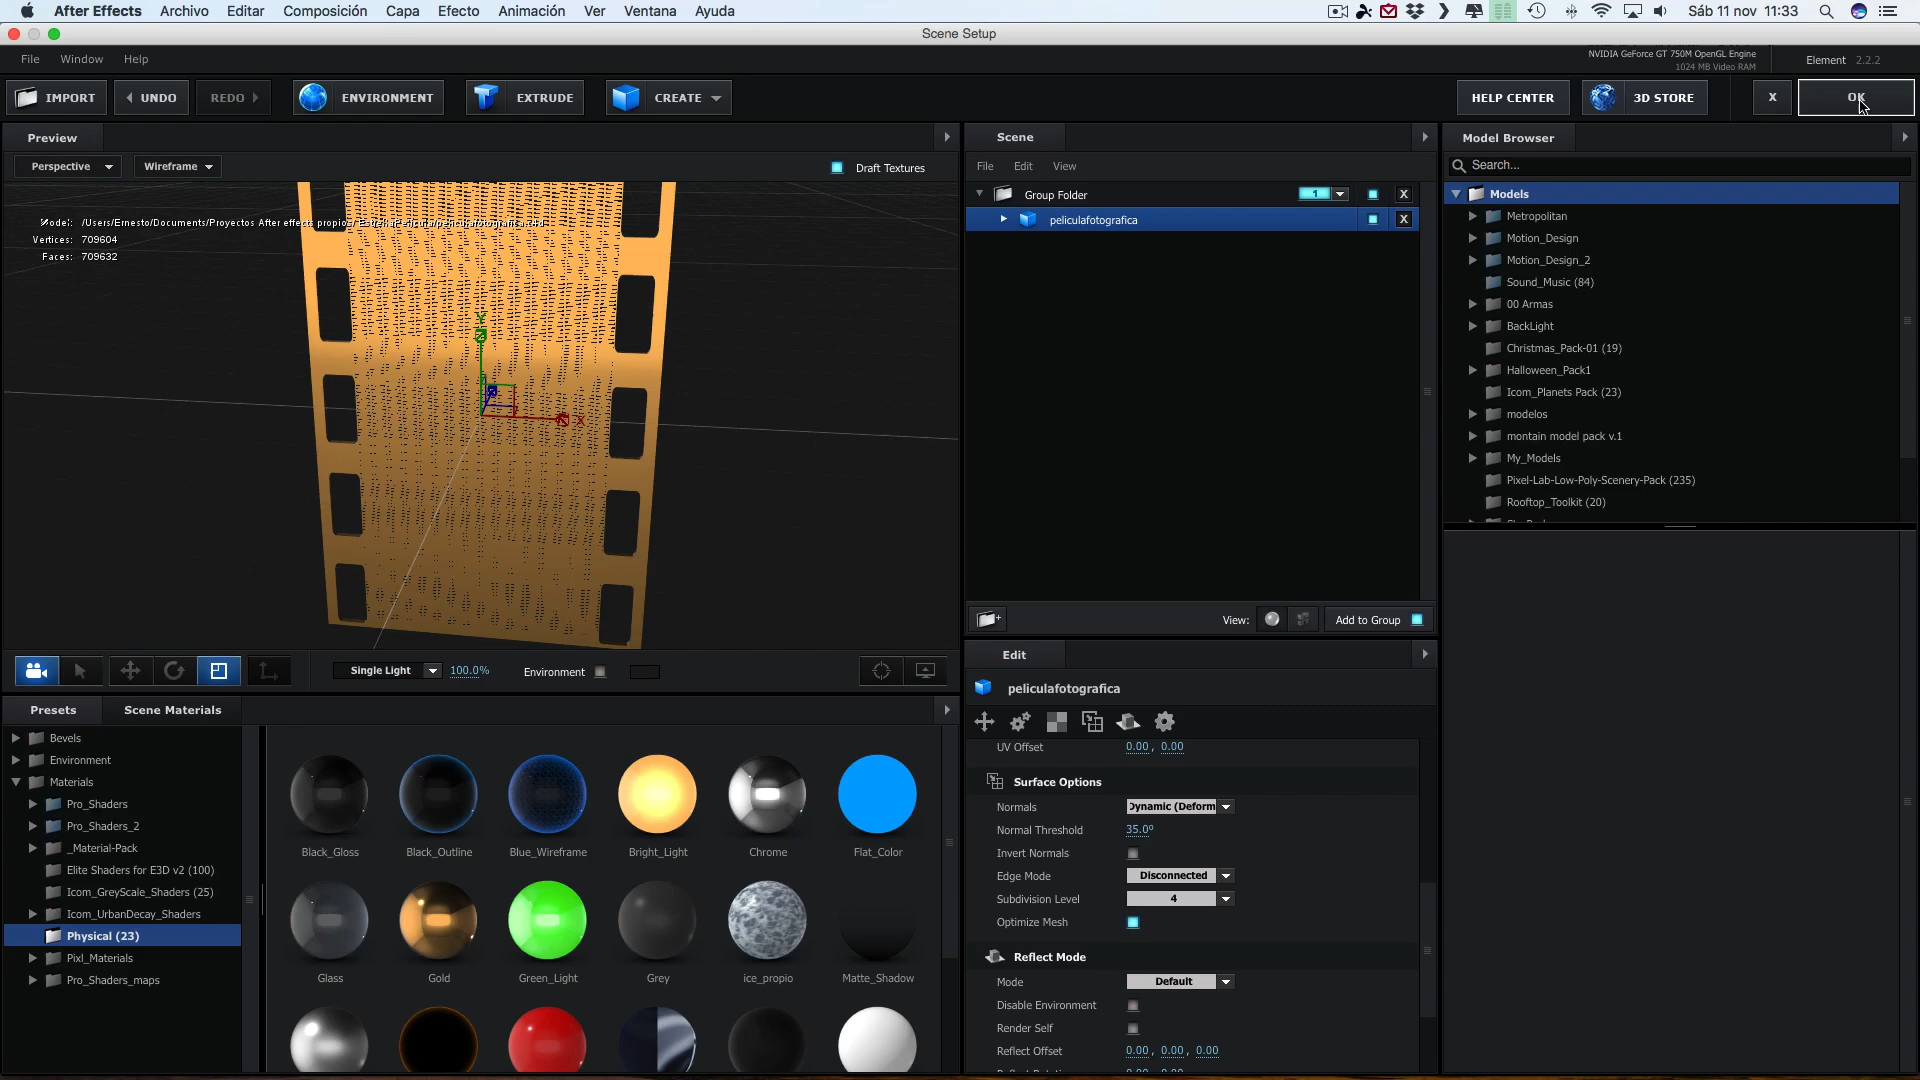 After Effects Archivo Editar Composición Capa Efecto Animación Ver Ventana Ayuda Sáb 11 nov 11:33
Scene Setup
File Window Help
NVIDIA GeForce GT 750M OpenGL Engine
1024 MB Video RAM
Element 2.2.2
IMPORT UNDO REDO ENVIRONMENT EXTRUDE CREATE HELP CENTER 3D STORE X OK
Preview
Perspective Wireframe Draft Textures
Vertices: 709604
Faces: 709632
Y
X
Single Light 100.0% Environment
Presets Scene Materials
Bevels
Environment
Materials
Pro_Shaders
Pro_Shaders_2
_Material-Pack
Elite Shaders for E3D v2 (100)
Icom_GreyScale_Shaders (25)
Icom_UrbanDecay_Shaders
Physical (23)
Pixl_Materials
Pro_Shaders_maps
Black_Gloss Black_Outline Blue_Wireframe Bright_Light Chrome Flat_Color
Glass Gold Green_Light Grey ice_propio Matte_Shadow
Scene
File Edit View
Group Folder 1 X
peliculafotografica X
View: Add to Group
Edit
peliculafotografica
UV Offset 0.00, 0.00
Surface Options
Normals Dynamic (Deform
Normal Threshold 35.0º
Invert Normals
Edge Mode Disconnected
Subdivision Level 4
Optimize Mesh
Reflect Mode
Mode Default
Disable Environment
Render Self
Reflect Offset 0.00, 0.00, 0.00
Model Browser
Search...
Models
Metropolitan
Motion_Design
Motion_Design_2
Sound_Music (84)
00 Armas
BackLight
Christmas_Pack-01 (19)
Halloween_Pack1
Icom_Planets Pack (23)
modelos
montain model pack v.1
My_Models
Pixel-Lab-Low-Poly-Scenery-Pack (235)
Rooftop_Toolkit (20)